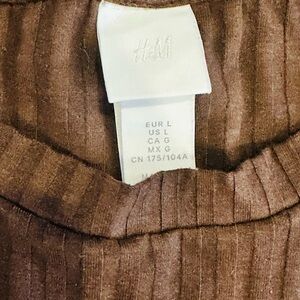 H&M
EUR L
US L
CA G
MX G
CN 175/104A